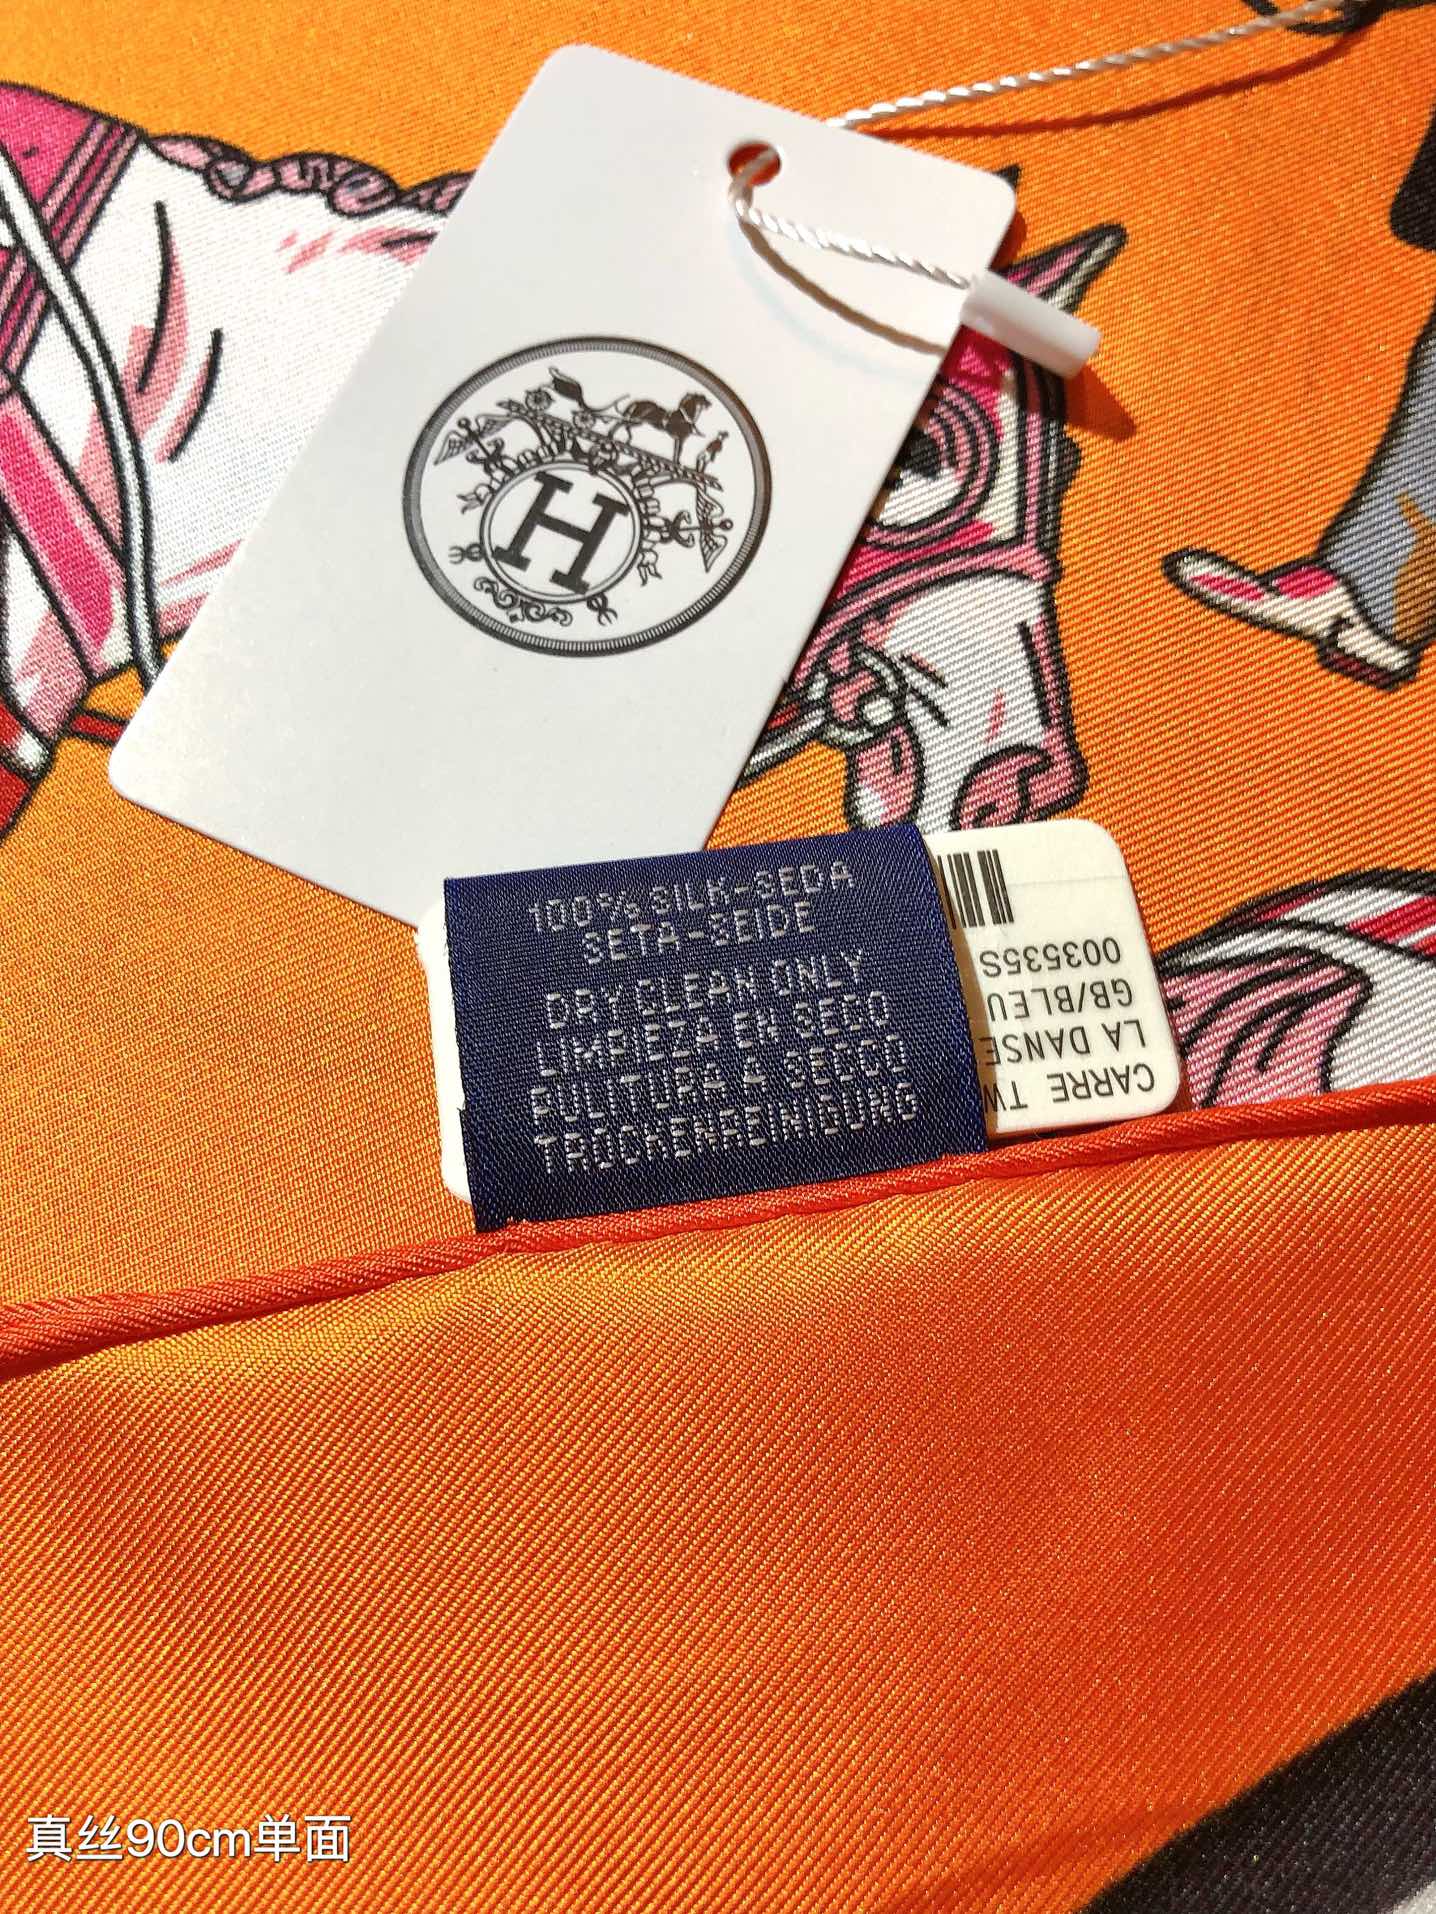 H
100% SILK-SEDA
SETA-SEIDE
DRY CLEAN ONLY
LIMPIEZA EN SECO
PULITURA A SECCO
TROCKENREINIGUNG
CARRE TW
LA DANSE
GB/BLEU
003535S
真丝90cm单面